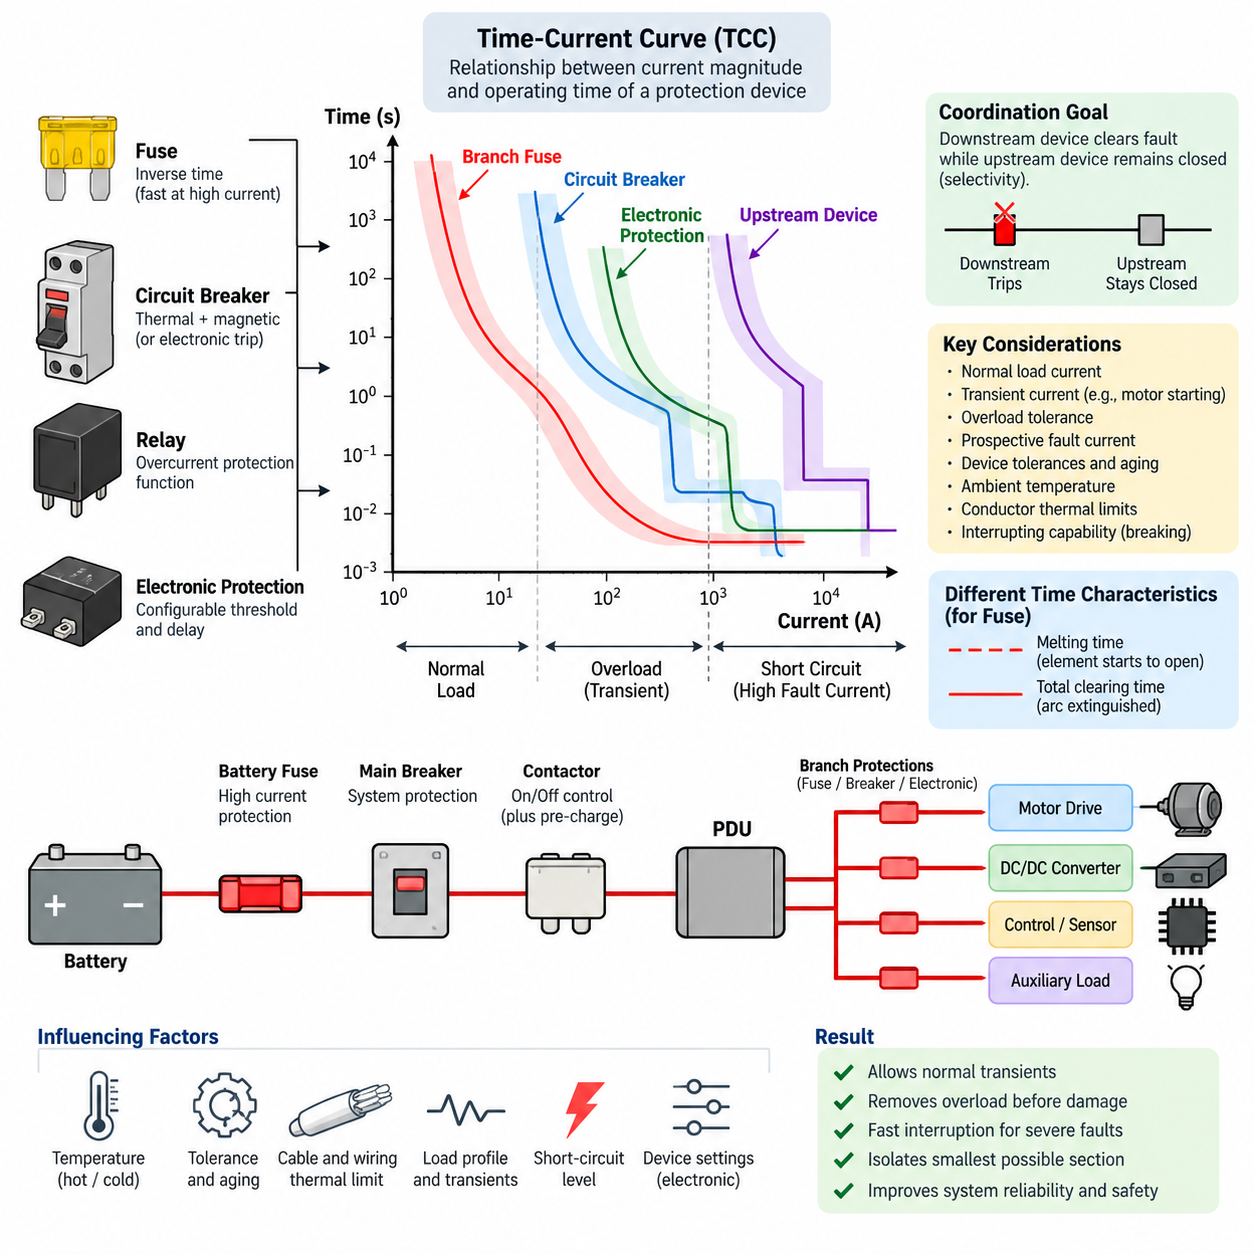 Time-Current Curve (TCC)
Relationship between current magnitude
and operating time of a protection device
Fuse
Inverse time
(fast at high current)
Circuit Breaker
Thermal + magnetic
(or electronic trip)
Relay
Overcurrent protection
function
Electronic Protection
Configurable threshold
and delay
Time (s)
10⁴
10³
10²
10¹
10⁰
10⁻¹
10⁻²
10⁻³
Branch Fuse
Circuit Breaker
Electronic
Protection
Upstream Device
10⁰
10¹
10²
10³
10⁴
Current (A)
Normal
Load
Overload
(Transient)
Short Circuit
(High Fault Current)
Coordination Goal
Downstream device clears fault
while upstream device remains closed
(selectivity).
Downstream
Trips
Upstream
Stays Closed
Key Considerations
• Normal load current
• Transient current (e.g., motor starting)
• Overload tolerance
• Prospective fault current
• Device tolerances and aging
• Ambient temperature
• Conductor thermal limits
• Interrupting capability (breaking)
Different Time Characteristics
(for Fuse)
Melting time
(element starts to open)
Total clearing time
(arc extinguished)
Battery Fuse
High current
protection
Main Breaker
System protection
Contactor
On/Off control
(plus pre-charge)
PDU
Branch Protections
(Fuse / Breaker / Electronic)
+ −
Battery
Motor Drive
DC/DC Converter
Control / Sensor
Auxiliary Load
Influencing Factors
Temperature
(hot / cold)
Tolerance
and aging
Cable and wiring
thermal limit
Load profile
and transients
Short-circuit
level
Device settings
(electronic)
Result
Allows normal transients
Removes overload before damage
Fast interruption for severe faults
Isolates smallest possible section
Improves system reliability and safety